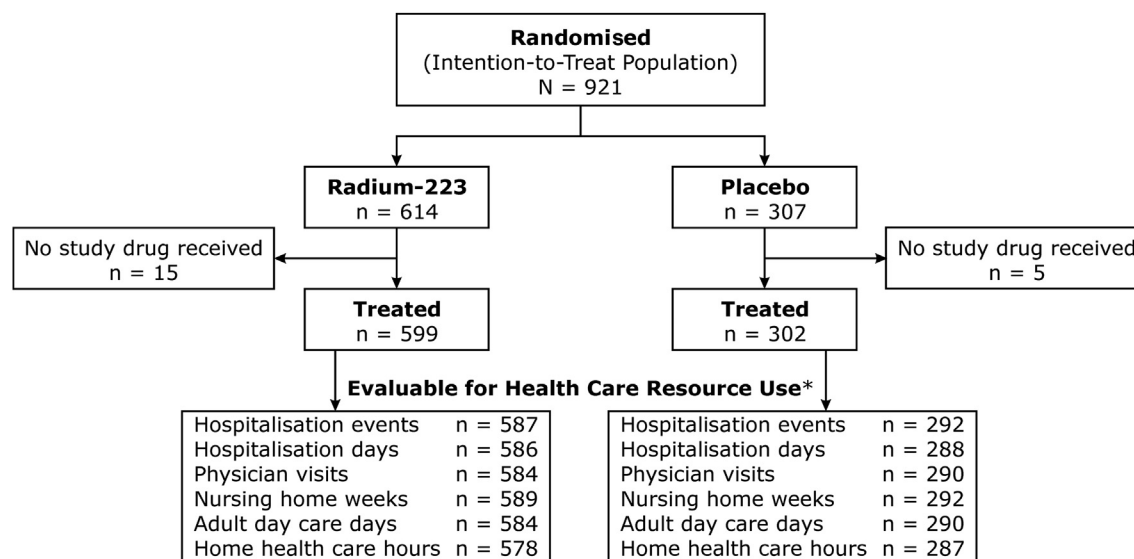 Randomised
(Intention-to-Treat Population)
N = 921
Radium-223
n = 614
Placebo
n = 307
No study drug received
n = 15
No study drug received
n = 5
Treated
n = 599
Treated
n = 302
Evaluable for Health Care Resource Use*
Hospitalisation events n = 587
Hospitalisation days n = 586
Physician visits n = 584
Nursing home weeks n = 589
Adult day care days n = 584
Home health care hours n = 578
Hospitalisation events n = 292
Hospitalisation days n = 288
Physician visits n = 290
Nursing home weeks n = 292
Adult day care days n = 290
Home health care hours n = 287